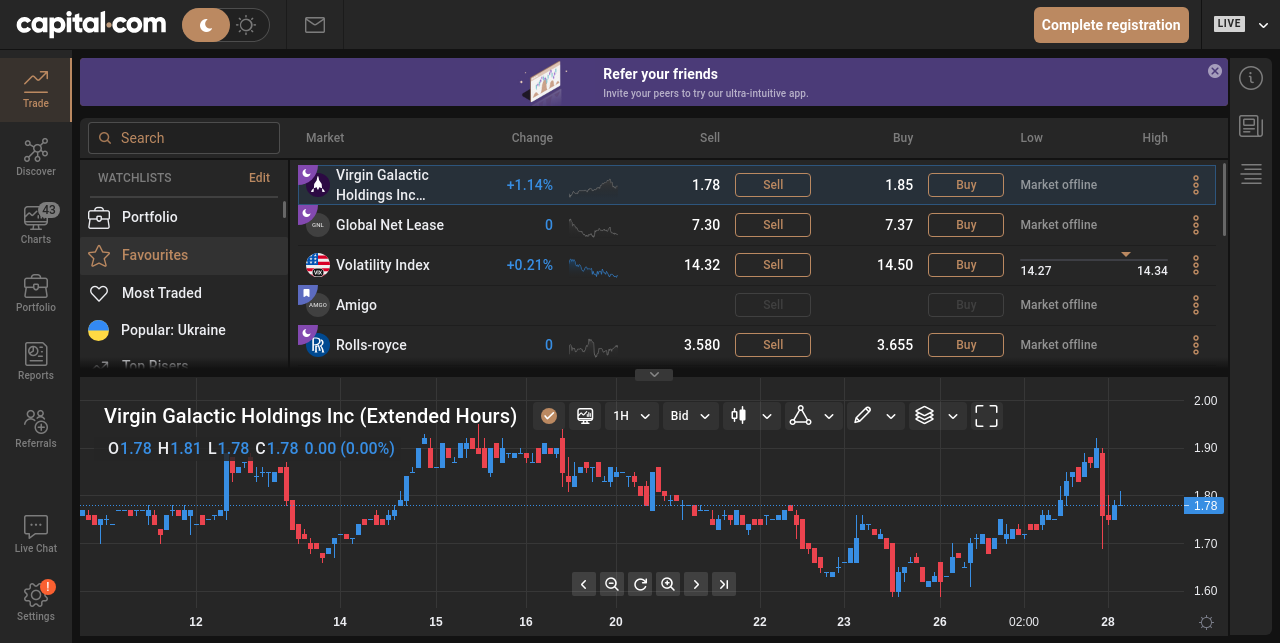 capital.com
Complete registration
LIVE
Trade
Discover
43
Charts
Portfolio
Reports
Referrals
Live Chat
!
Settings
Refer your friends
Invite your peers to try our ultra-intuitive app.
Search
Market Change Sell Buy Low High
WATCHLISTS Edit
Portfolio
Favourites
Most Traded
Popular: Ukraine
Top Risers
Virgin Galactic
Holdings Inc... +1.14% 1.78 Sell 1.85 Buy Market offline
GNL Global Net Lease 0 7.30 Sell 7.37 Buy Market offline
VIX Volatility Index +0.21% 14.32 Sell 14.50 Buy 14.27 14.34
AMGO Amigo Sell Buy Market offline
Rolls-royce 0 3.580 Sell 3.655 Buy Market offline
Virgin Galactic Holdings Inc (Extended Hours) 1H Bid
O1.78 H1.81 L1.78 C1.78 0.00 (0.00%)
2.00
1.90
1.80
1.78
1.70
1.60
12 14 15 16 20 22 23 26 02:00 28